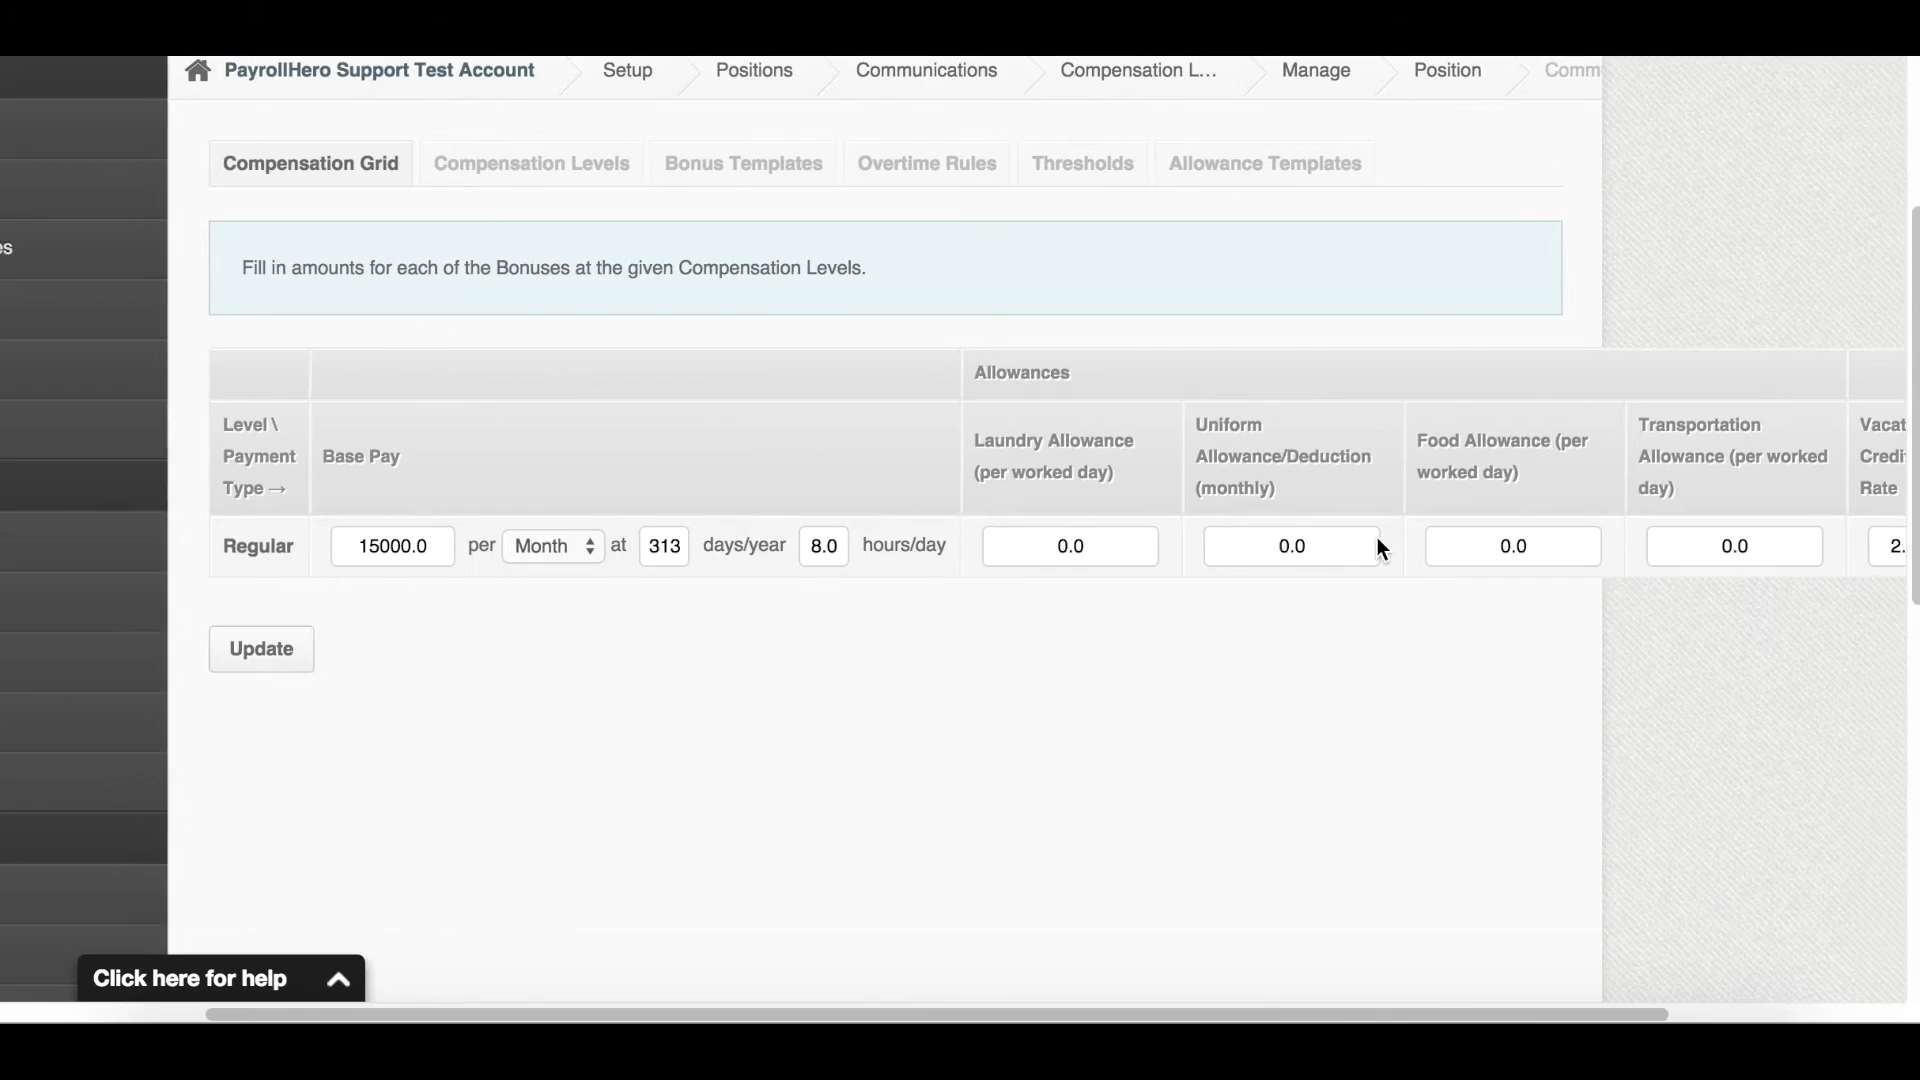 PayrollHero Support Test Account Setup Positions Communications Compensation L... Manage Position Comm
Compensation Grid Compensation Levels Bonus Templates Overtime Rules Thresholds Allowance Templates
es
Fill in amounts for each of the Bonuses at the given Compensation Levels.
Allowances
Level \
Payment
Type →
Base Pay
Laundry Allowance
(per worked day)
Uniform
Allowance/Deduction
(monthly)
Food Allowance (per
worked day)
Transportation
Allowance (per worked
day)
Vacat
Credi
Rate
Regular 15000.0 per Month at 313 days/year 8.0 hours/day 0.0 0.0 0.0 0.0 2.
Update
Click here for help